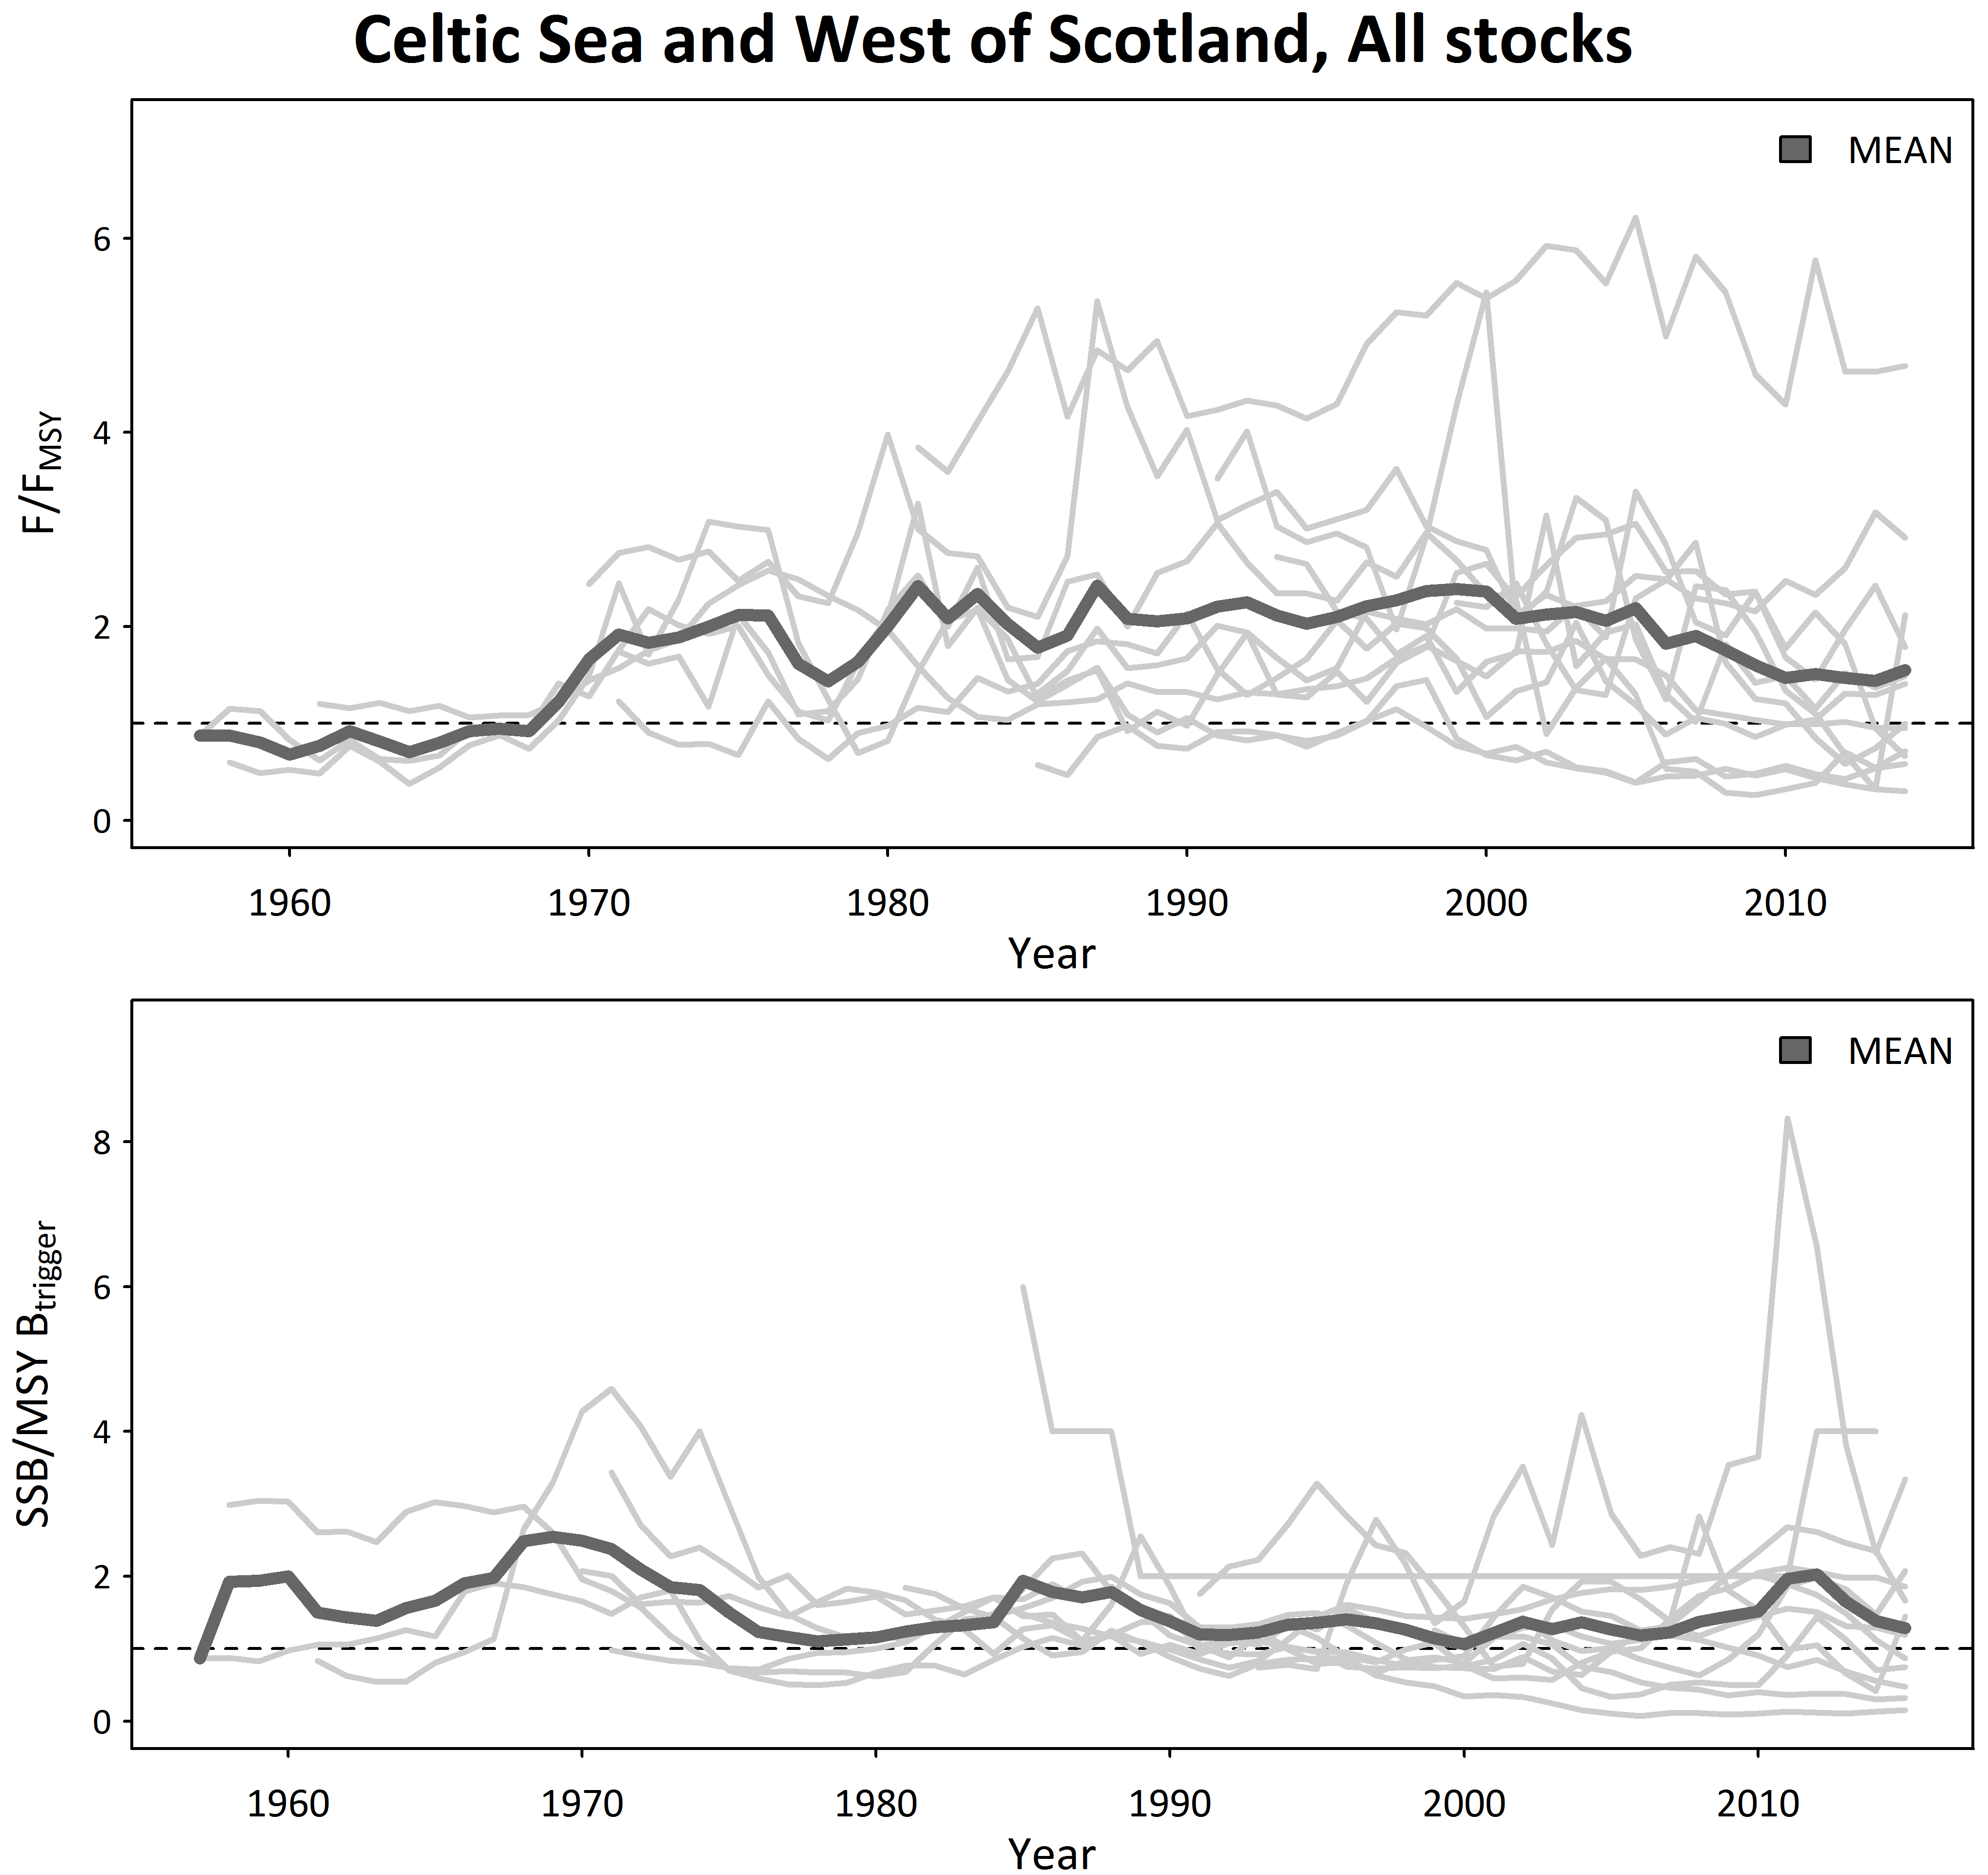 Celtic Sea and West of Scotland, All stocks
MEAN
F/FMSY
6
4
2
0
1960 1970 1980 1990 2000 2010
Year
MEAN
SSB/MSY Btrigger
8
6
4
2
0
1960 1970 1980 1990 2000 2010
Year